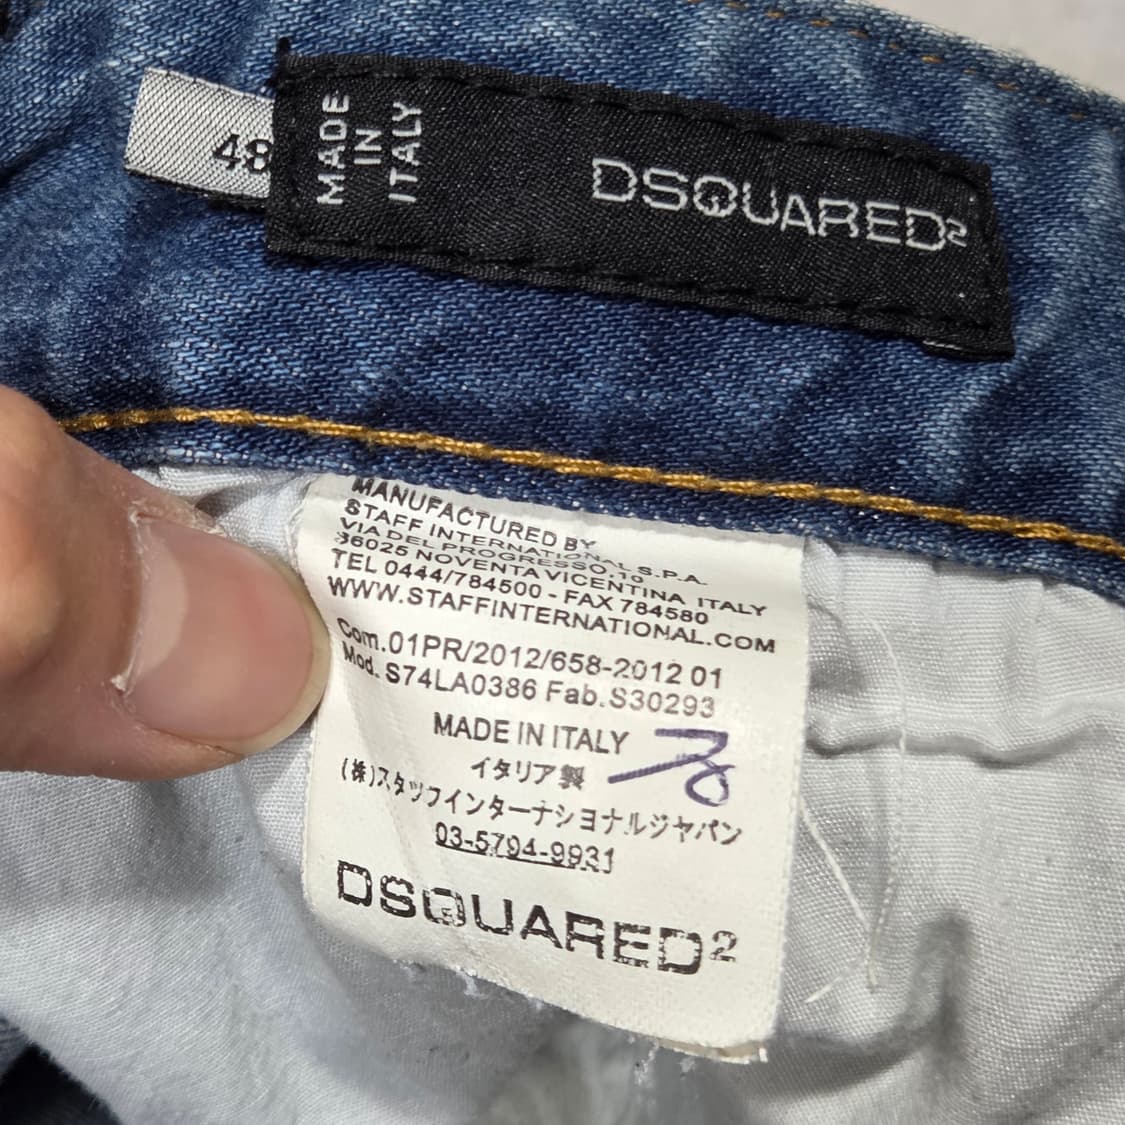 48
MADE
IN
ITALY
DSQUARED²
MANUFACTURED BY
STAFF INTERNATIONAL S.P.A.
VIA DEL PROGRESSO, 10
36025 NOVENTA VICENTINA ITALY
TEL 0444/784500 - FAX 784580
WWW.STAFFINTERNATIONAL.COM
Com.01PR/2012/658-2012 01
Mod. S74LA0386 Fab.S30293
MADE IN ITALY
イタリア製
(株)スタッフインターナショナルジャパン
03-5794-9931
DSQUARED²